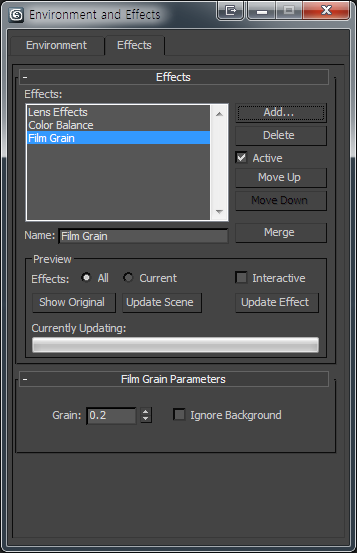 Environment and Effects
Environment
Effects
- Effects
Effects:
Lens Effects
Color Balance
Film Grain
Add...
Delete
Active
Move Up
Move Down
Name: Film Grain
Merge
Preview
Effects: All Current Interactive
Show Original Update Scene Update Effect
Currently Updating:
- Film Grain Parameters
Grain: 0.2 Ignore Background